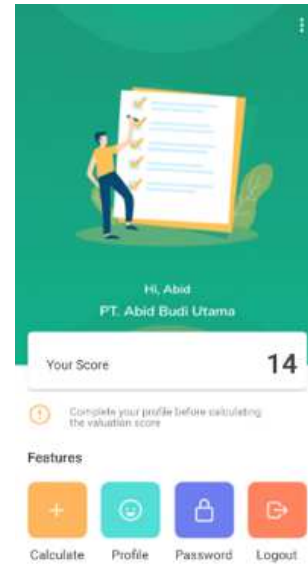 Hi, Abid
PT. Abid Budi Utama
Your Score 14
Complete your profile before calculating
the valuation score
Features
Calculate Profile Password Logout